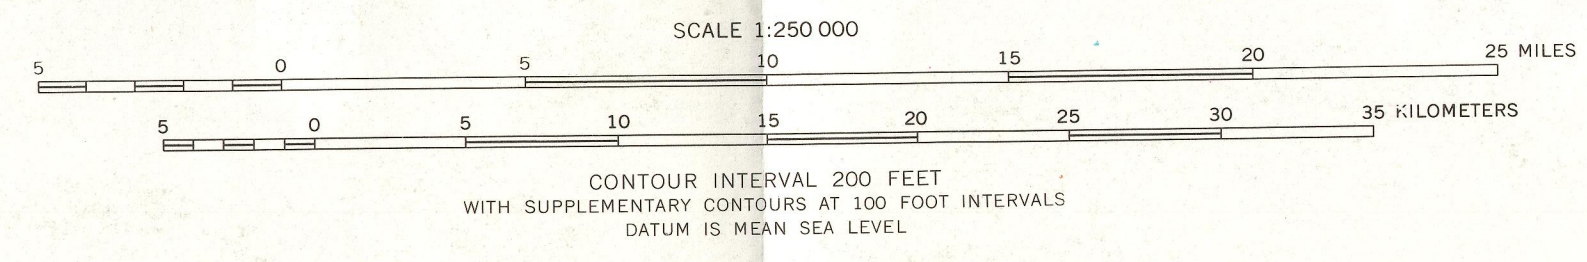 SCALE 1:250 000
5 0 5 10 15 20 25 MILES
5 0 5 10 15 20 25 30 35 KILOMETERS
CONTOUR INTERVAL 200 FEET
WITH SUPPLEMENTARY CONTOURS AT 100 FOOT INTERVALS
DATUM IS MEAN SEA LEVEL